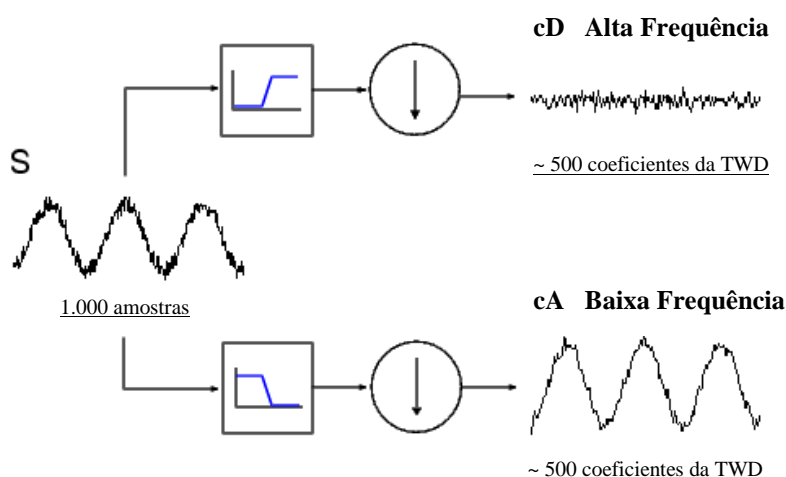 cD Alta Frequência
~ 500 coeficientes da TWD
S
1.000 amostras
cA Baixa Frequência
~ 500 coeficientes da TWD